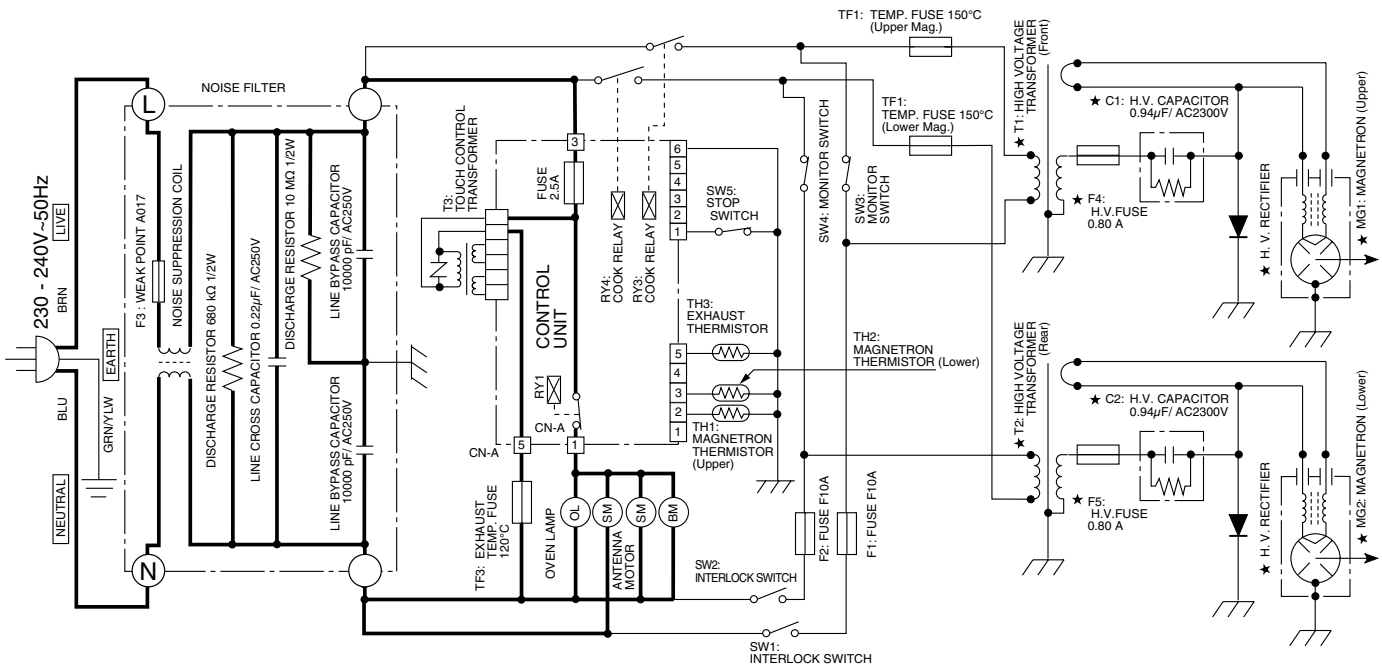 230 - 240V~50Hz
LIVE
BRN
EARTH
GRN/YLW
BLU
NEUTRAL
L
N
NOISE FILTER
F3 : WEAK POINT A017
NOISE SUPPRESSION COIL
DISCHARGE RESISTOR 680 kΩ 1/2W
LINE CROSS CAPACITOR 0.22µF/ AC250V
DISCHARGE RESISTOR 10 MΩ 1/2W
LINE BYPASS CAPACITOR
10000 pF/ AC250V
LINE BYPASS CAPACITOR
10000 pF/ AC250V
T3:
TOUCH CONTROL
TRANSFORMER
3
FUSE
2.5A
CONTROL
UNIT
RY1
CN-A
CN-A
5
1
RY4:
COOK RELAY
RY3:
COOK RELAY
6
5
4
3
2
1
SW5:
STOP
SWITCH
TH3:
EXHAUST
THERMISTOR
5
4
3
2
1
TH2:
MAGNETRON
THERMISTOR (Lower)
TH1:
MAGNETRON
THERMISTOR
(Upper)
TF3: EXHAUST
TEMP. FUSE
120°C
OVEN LAMP
OL
SM
ANTENNA
MOTOR
SM
BM
SW2:
INTERLOCK SWITCH
SW1:
INTERLOCK SWITCH
F2: FUSE F10A
F1: FUSE F10A
SW4: MONITOR SWITCH
SW3:
MONITOR
SWITCH
TF1: TEMP. FUSE 150°C
(Upper Mag.)
TF1:
TEMP. FUSE 150°C
(Lower Mag.)
★ T1: HIGH VOLTAGE
TRANSFORMER
(Front)
★ C1: H.V. CAPACITOR
0.94µF/ AC2300V
★ F4:
H.V.FUSE
0.80 A
★ H. V. RECTIFIER
★ MG1: MAGNETRON (Upper)
★ T2: HIGH VOLTAGE
TRANSFORMER
(Rear)
★ C2: H.V. CAPACITOR
0.94µF/ AC2300V
★ F5:
H.V.FUSE
0.80 A
★ H. V. RECTIFIER
★ MG2: MAGNETRON (Lower)